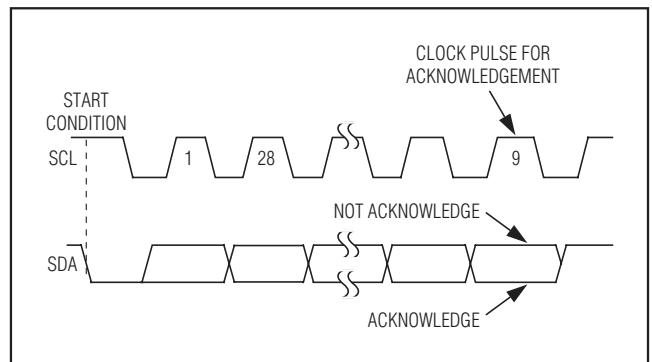 CLOCK PULSE FOR
ACKNOWLEDGEMENT
START
CONDITION
SCL
1
28
9
NOT ACKNOWLEDGE
SDA
ACKNOWLEDGE